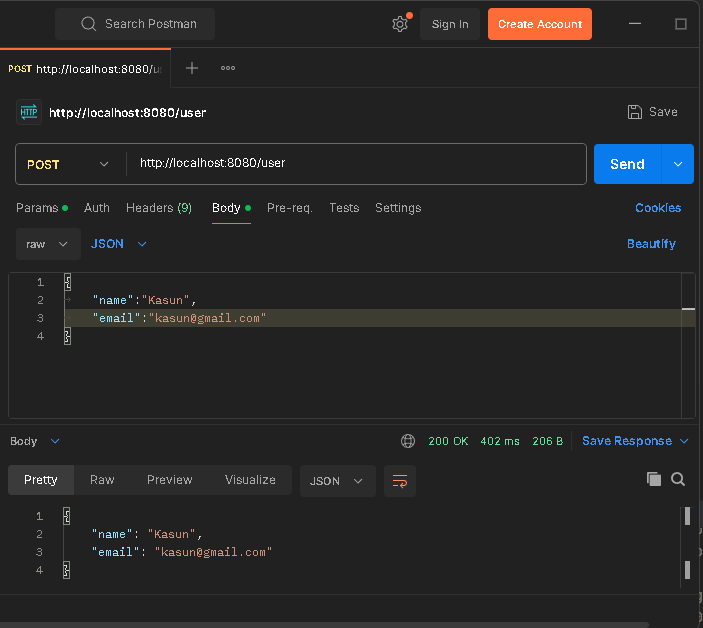 Search Postman
Sign In
Create Account
POST http://localhost:8080/u
HTTP http://localhost:8080/user
Save
POST http://localhost:8080/user
Send
Params Auth Headers (9) Body Pre-req. Tests Settings Cookies
raw JSON Beautify
1 {
2 "name":"Kasun",
3 "email":"kasun@gmail.com"
4 }
Body 200 OK 402 ms 206 B Save Response
Pretty Raw Preview Visualize JSON
1 {
2 "name": "Kasun",
3 "email": "kasun@gmail.com"
4 }